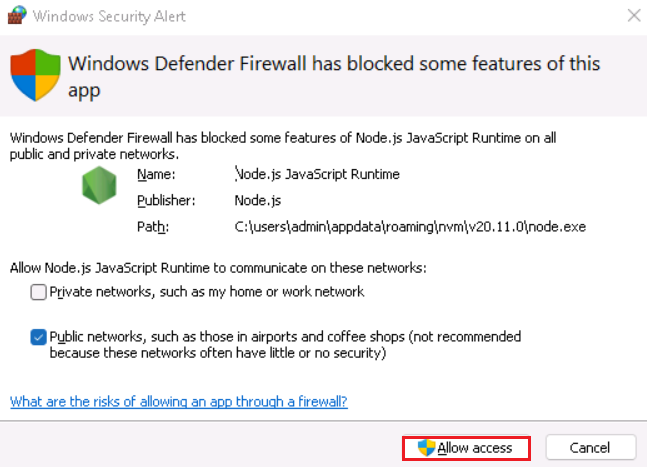 Windows Security Alert
Windows Defender Firewall has blocked some features of this
app
Windows Defender Firewall has blocked some features of Node.js JavaScript Runtime on all
public and private networks.
Name: Node.js JavaScript Runtime
Publisher: Node.js
Path: C:\users\admin\appdata\roaming\nvm\v20.11.0\node.exe
Allow Node.js JavaScript Runtime to communicate on these networks:
Private networks, such as my home or work network
Public networks, such as those in airports and coffee shops (not recommended
because these networks often have little or no security)
What are the risks of allowing an app through a firewall?
Allow access Cancel